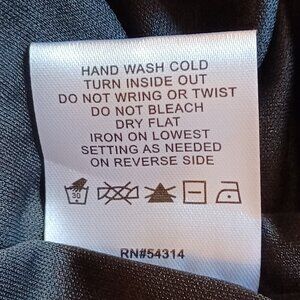 HAND WASH COLD
TURN INSIDE OUT
DO NOT WRING OR TWIST
DO NOT BLEACH
DRY FLAT
IRON ON LOWEST
SETTING AS NEEDED
ON REVERSE SIDE
30
RN#54314